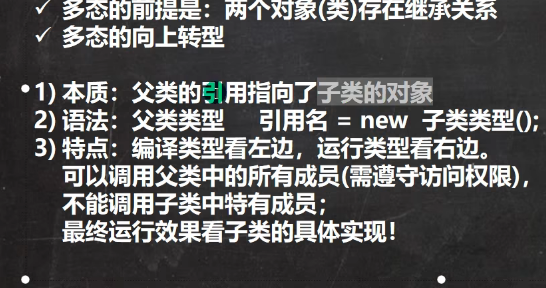 ✓ 多态的前提是：两个对象(类)存在继承关系
✓ 多态的向上转型
• 1) 本质：父类的引用指向了子类的对象
2) 语法：父类类型 引用名 = new 子类类型();
3) 特点：编译类型看左边，运行类型看右边。
可以调用父类中的所有成员(需遵守访问权限)，
不能调用子类中特有成员；
最终运行效果看子类的具体实现！